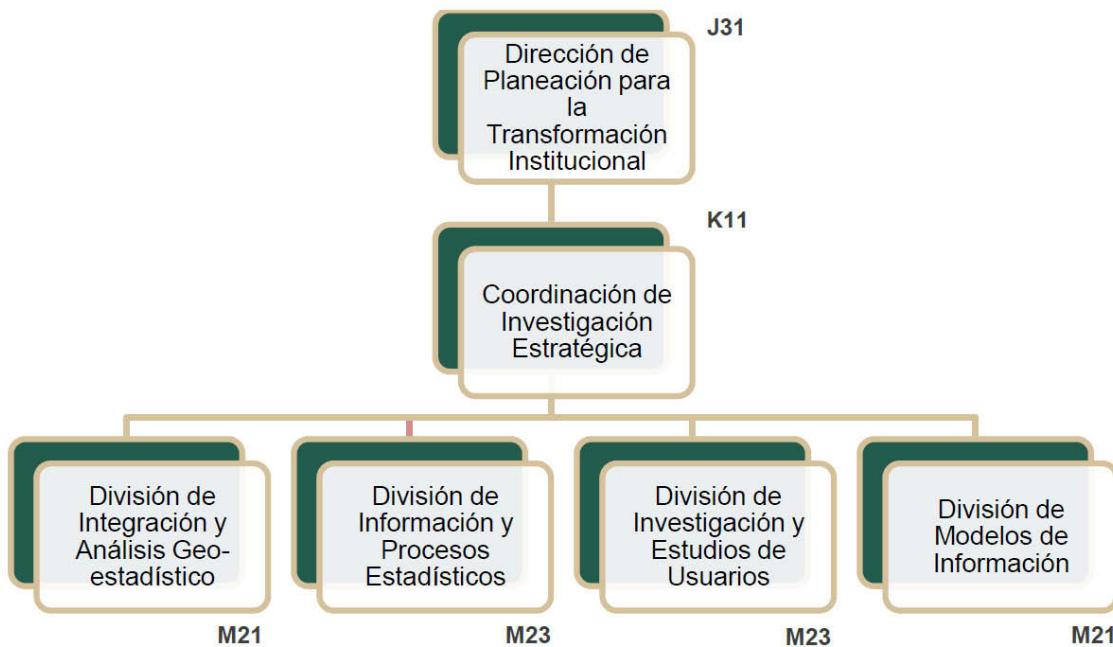 J31
Dirección de
Planeación para
la
Transformación
Institucional
K11
Coordinación de
Investigación
Estratégica
División de
Integración y
Análisis Geo-
estadístico
M21
División de
Información y
Procesos
Estadísticos
M23
División de
Investigación y
Estudios de
Usuarios
M23
División de
Modelos de
Información
M21